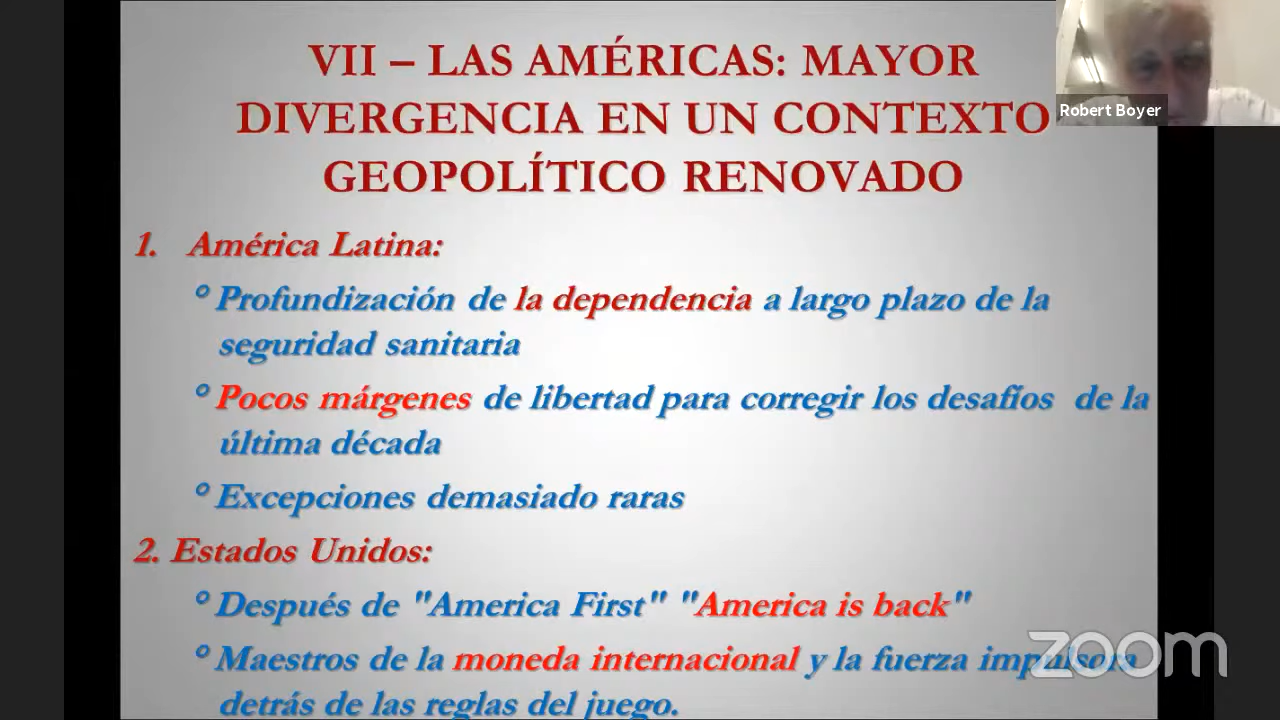 VII – LAS AMÉRICAS: MAYOR
DIVERGENCIA EN UN CONTEXTO
GEOPOLÍTICO RENOVADO
Robert Boyer
1. América Latina:
° Profundización de la dependencia a largo plazo de la
seguridad sanitaria
° Pocos márgenes de libertad para corregir los desafíos de la
última década
° Excepciones demasiado raras
2. Estados Unidos:
° Después de "America First" "America is back"
° Maestros de la moneda internacional y la fuerza impulsora
detrás de las reglas del juego.
zoom